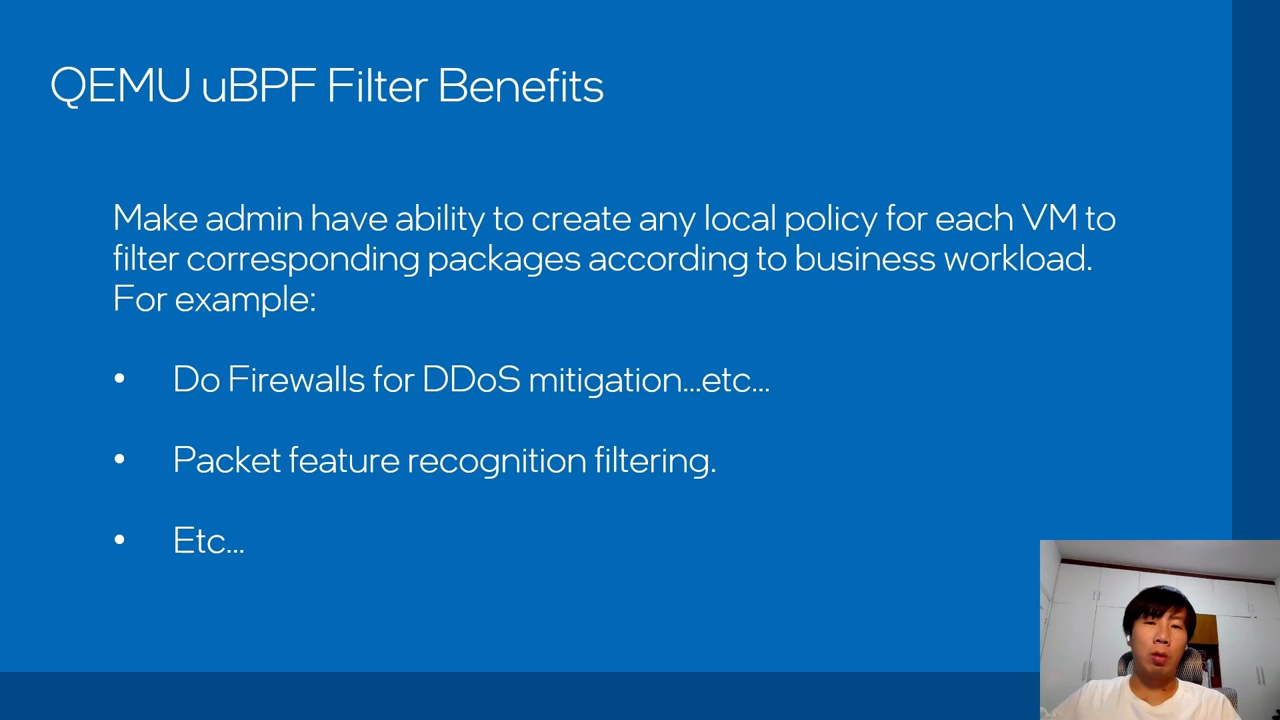 QEMU uBPF Filter Benefits
Make admin have ability to create any local policy for each VM to
filter corresponding packages according to business workload.
For example:
• Do Firewalls for DDoS mitigation...etc...
• Packet feature recognition filtering.
• Etc...